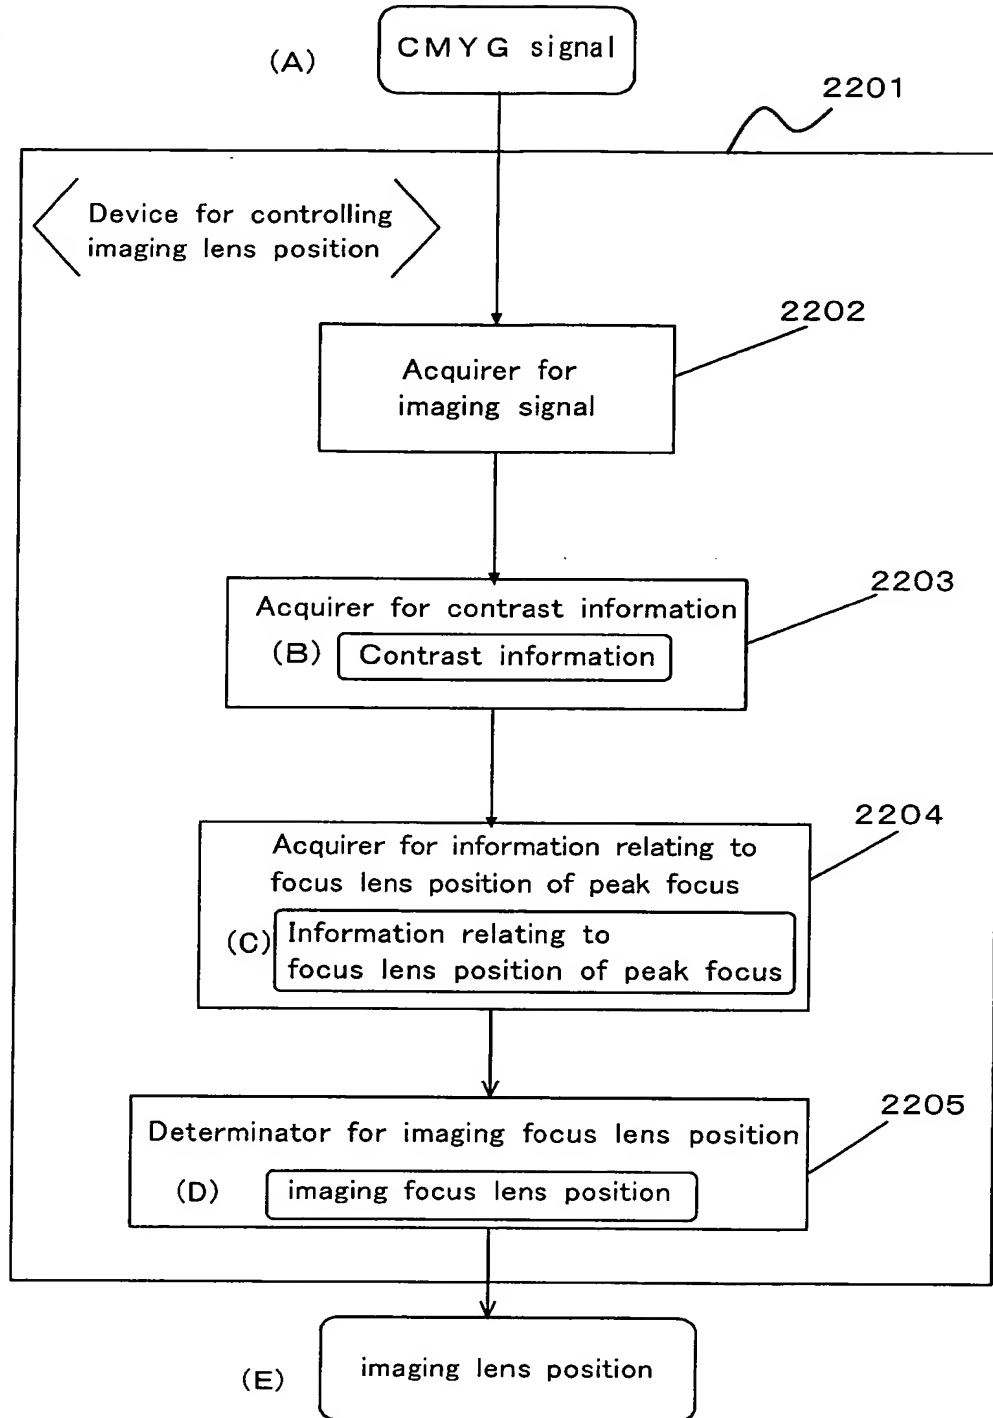 (A)
CMYG signal
2201
Device for controlling
imaging lens position
2202
Acquirer for
imaging signal
2203
Acquirer for contrast information
(B) Contrast information
2204
Acquirer for information relating to
focus lens position of peak focus
(C) Information relating to
focus lens position of peak focus
2205
Determinator for imaging focus lens position
(D) imaging focus lens position
(E) imaging lens position